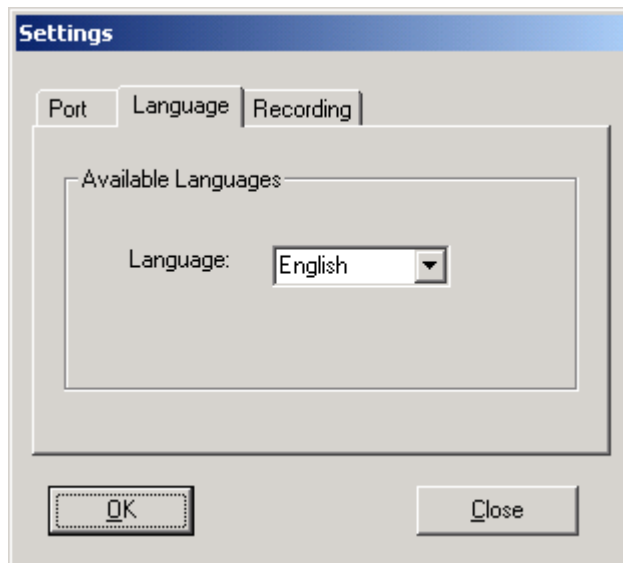 Settings
Port Language Recording
Available Languages
Language: English
OK Close